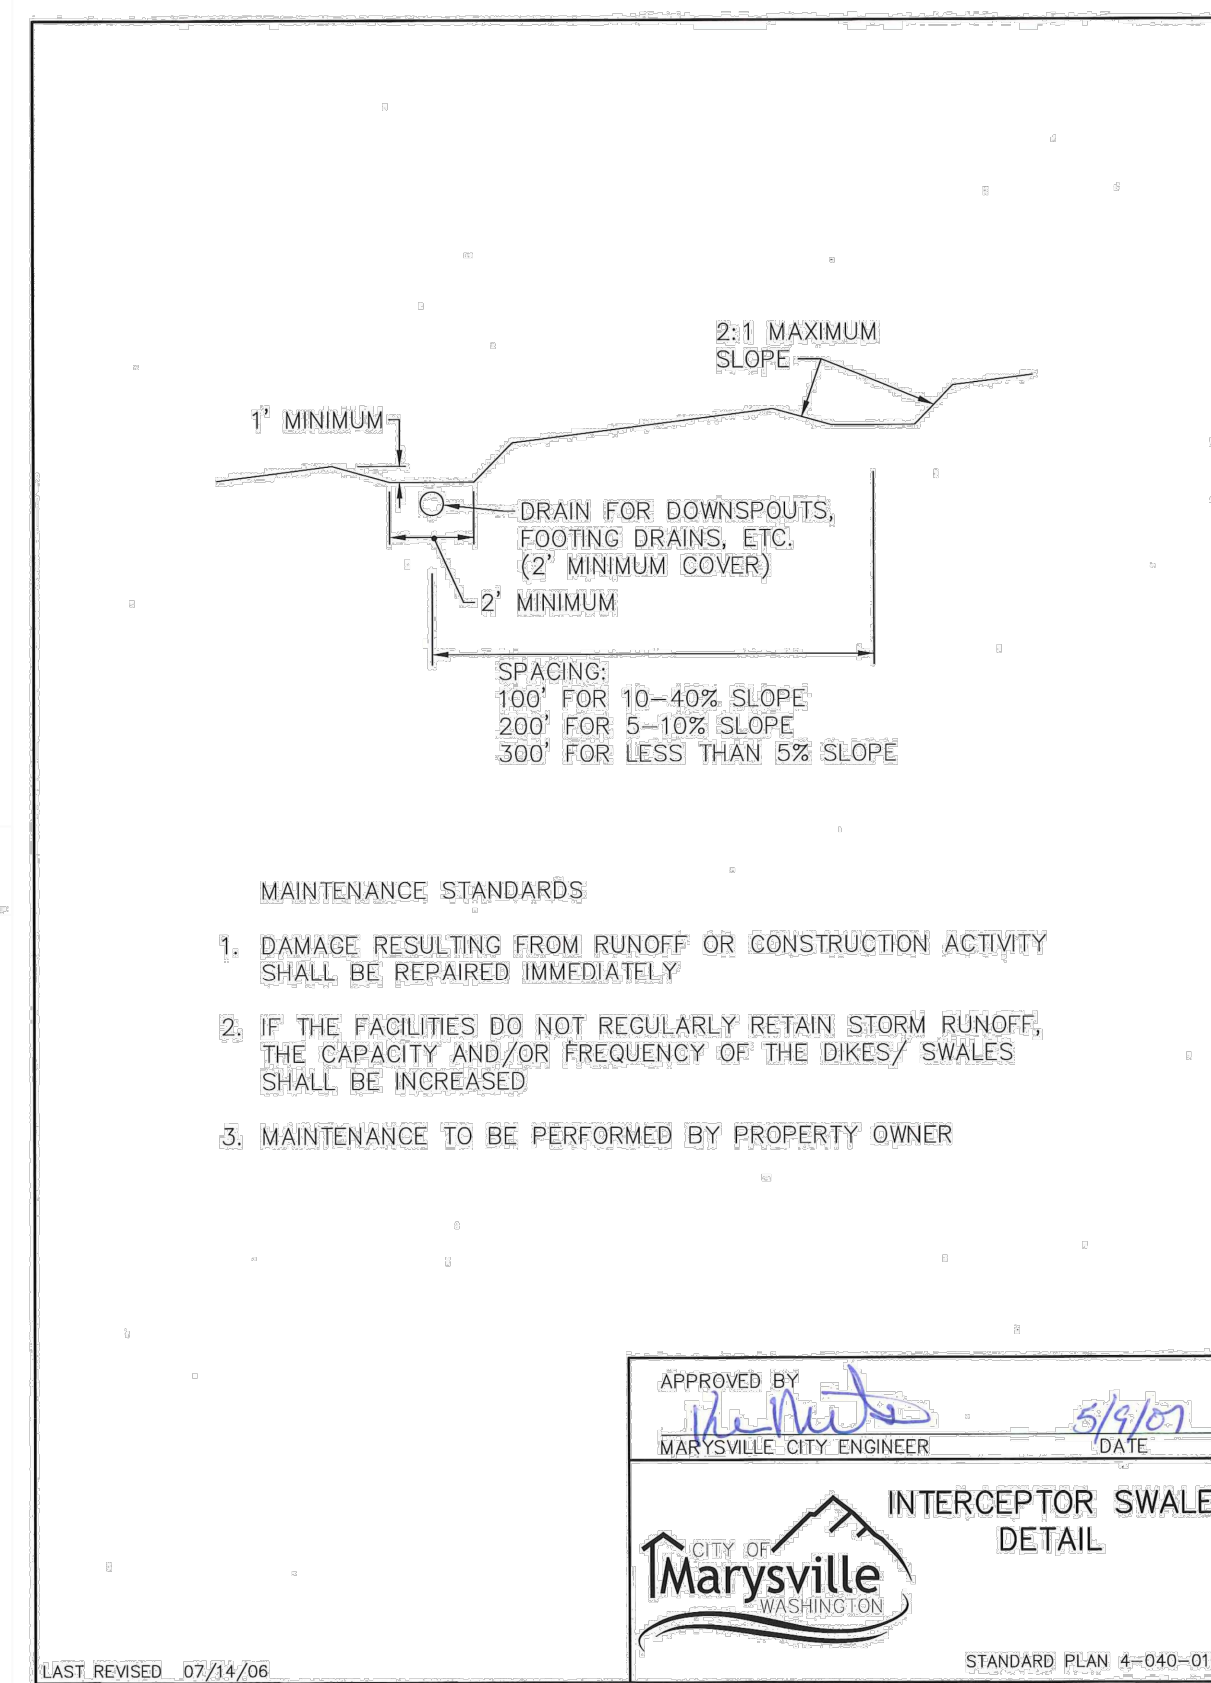 2:1 MAXIMUM
SLOPE
1' MINIMUM
DRAIN FOR DOWNSPOUTS,
FOOTING DRAINS, ETC.
(2' MINIMUM COVER)
2' MINIMUM
SPACING:
100' FOR 10-40% SLOPE
200' FOR 5-10% SLOPE
300' FOR LESS THAN 5% SLOPE
MAINTENANCE STANDARDS
1. DAMAGE RESULTING FROM RUNOFF OR CONSTRUCTION ACTIVITY
SHALL BE REPAIRED IMMEDIATELY
2. IF THE FACILITIES DO NOT REGULARLY RETAIN STORM RUNOFF,
THE CAPACITY AND/OR FREQUENCY OF THE DIKES/ SWALES
SHALL BE INCREASED
3. MAINTENANCE TO BE PERFORMED BY PROPERTY OWNER
APPROVED BY
5/9/07
MARYSVILLE CITY ENGINEER DATE
INTERCEPTOR SWALE
DETAIL
CITY OF
Marysville
WASHINGTON
STANDARD PLAN 4-040-01
LAST REVISED 07/14/06